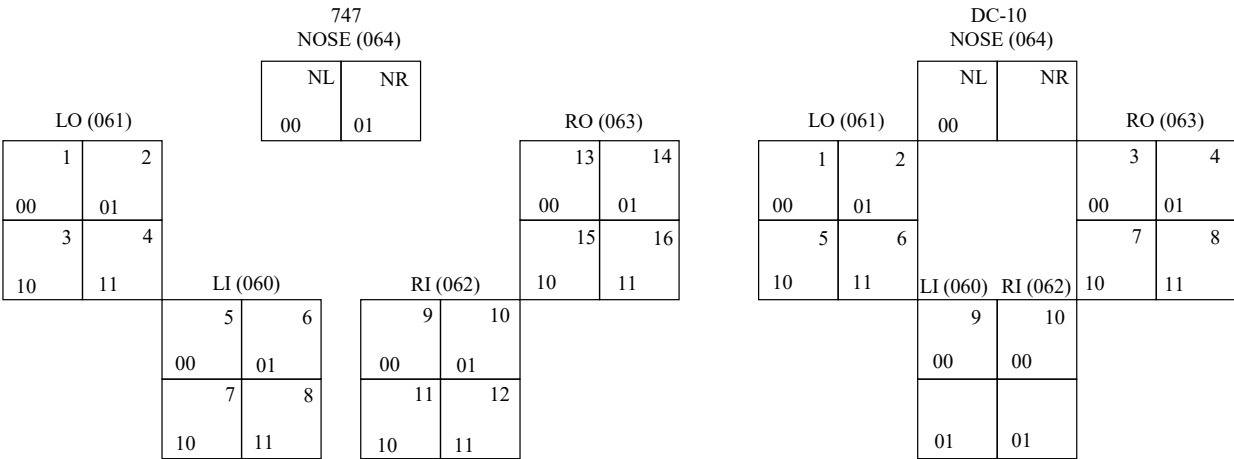 747 DC-10
NOSE (064) NOSE (064)
NL NR NL NR
LO (061) 00 01 RO (063) LO (061) 00 RO (063)
1 2 13 14 1 2 3 4
00 01 00 01 00 01 00 01
3 4 15 16 5 6 7 8
10 11 LI (060) RI (062) 10 11 10 11 LI (060) RI (062) 10 11
5 6 9 10 9 10
00 01 00 01 00 00
7 8 11 12
10 11 10 11 01 01